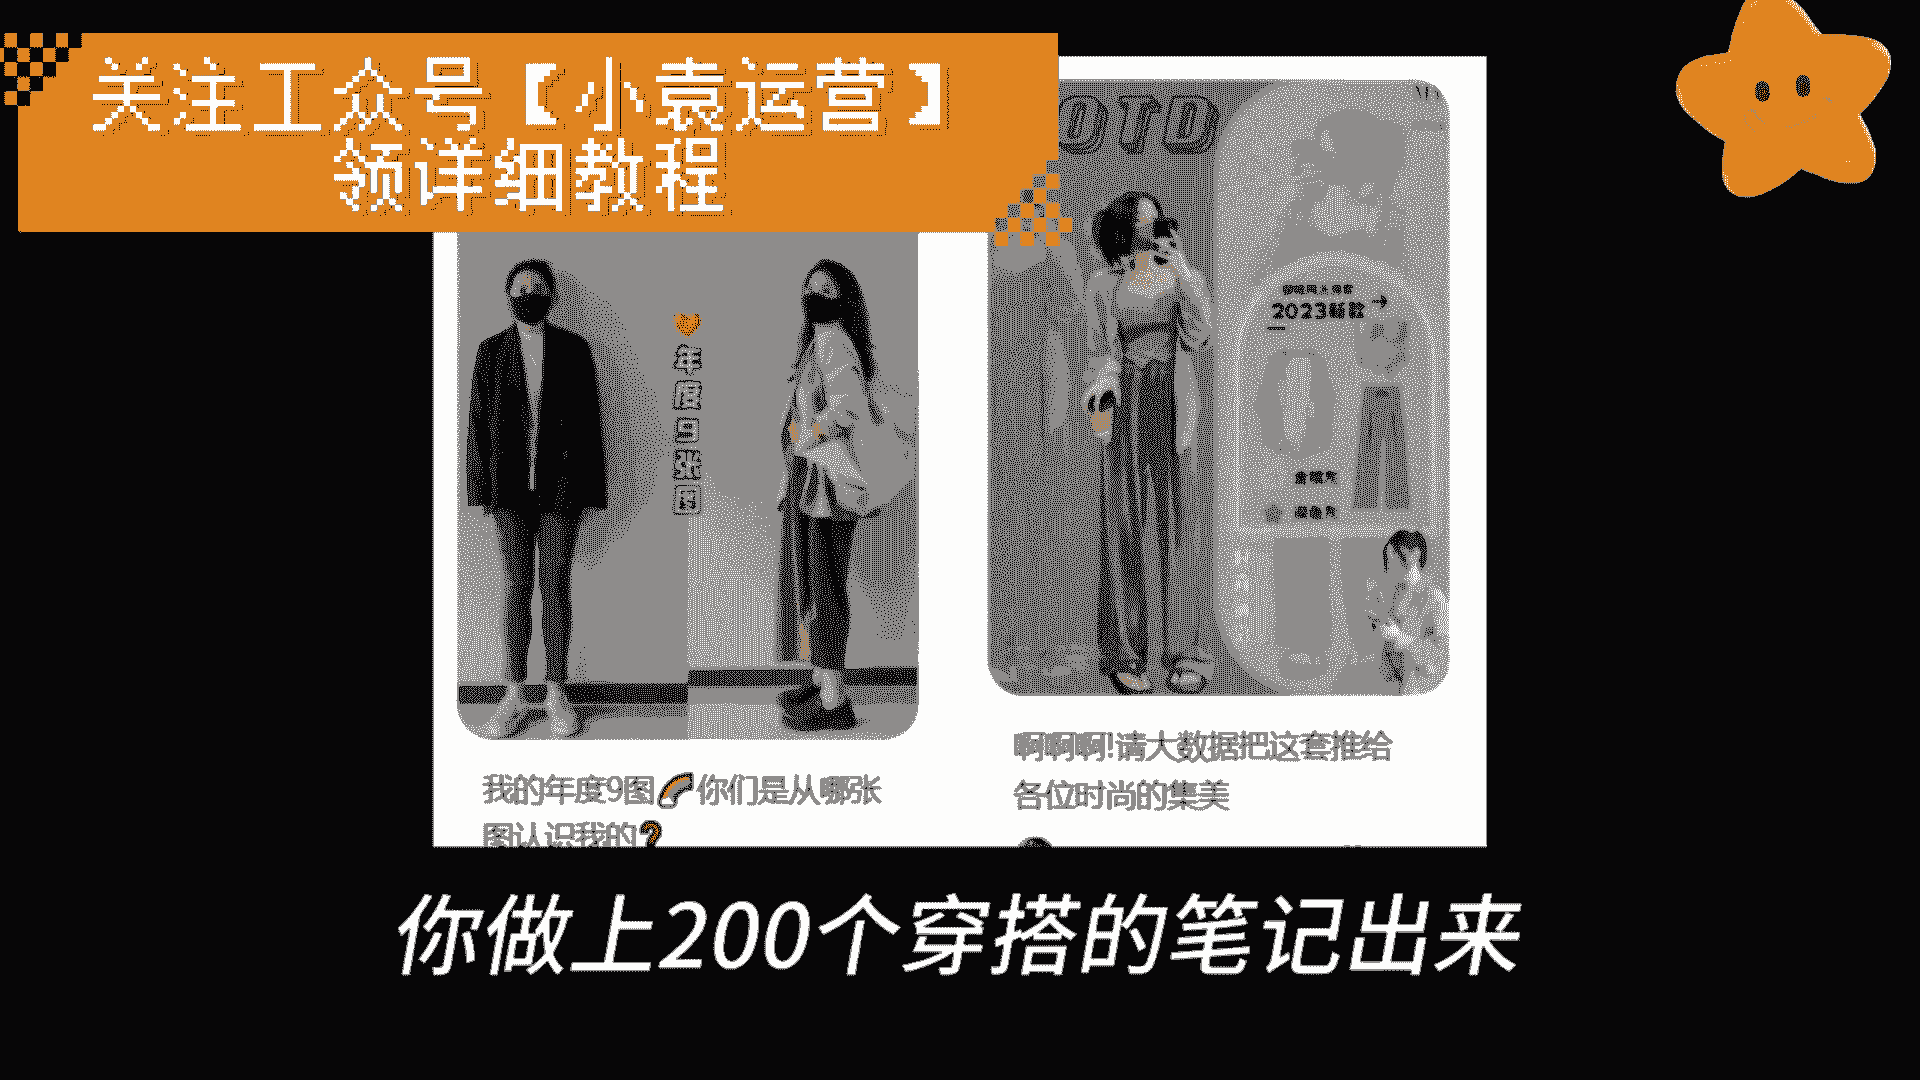 关注工众号【小袁运营】
领详细教程
OTD
年度9张图
2023新款
我的年度9图🌈你们是从哪张
图认识我的❓
啊啊啊!请大数据把这套推给
各位时尚的集美
你做上200个穿搭的笔记出来